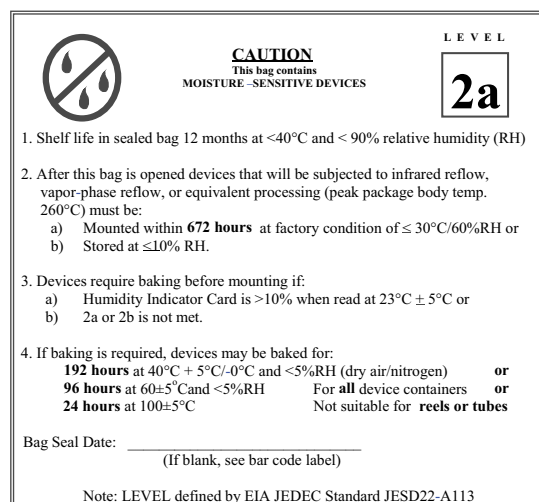 L E V E L
CAUTION
This bag contains
MOISTURE –SENSITIVE DEVICES
2a
1. Shelf life in sealed bag 12 months at <40°C and < 90% relative humidity (RH)
2. After this bag is opened devices that will be subjected to infrared reflow,
vapor-phase reflow, or equivalent processing (peak package body temp.
260°C) must be:
a) Mounted within 672 hours at factory condition of ≤ 30°C/60%RH or
b) Stored at ≤10% RH.
3. Devices require baking before mounting if:
a) Humidity Indicator Card is >10% when read at 23°C ± 5°C or
b) 2a or 2b is not met.
4. If baking is required, devices may be baked for:
192 hours at 40°C + 5°C/-0°C and <5%RH (dry air/nitrogen) or
96 hours at 60±5°Cand <5%RH For all device containers or
24 hours at 100±5°C Not suitable for reels or tubes
Bag Seal Date: ______________________________
(If blank, see bar code label)
Note: LEVEL defined by EIA JEDEC Standard JESD22-A113